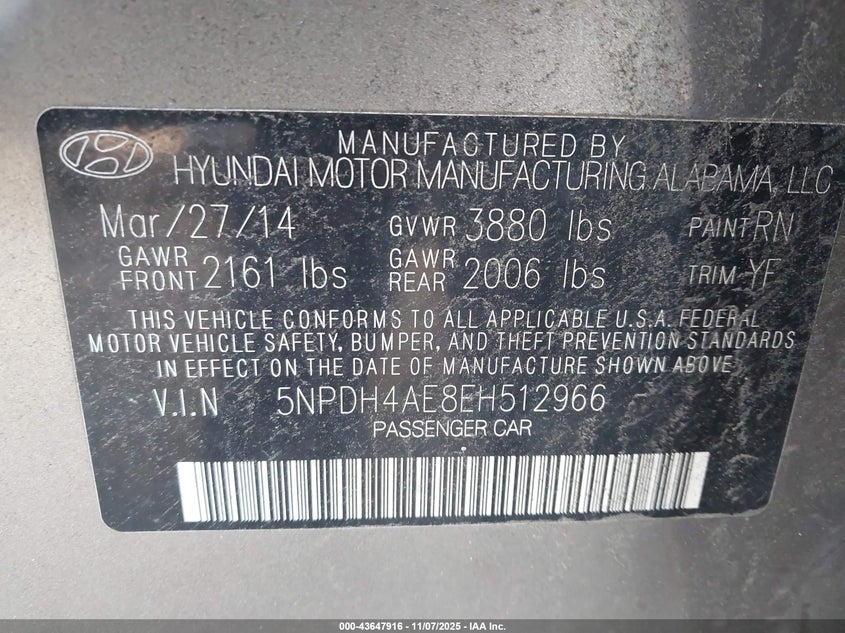 MANUFACTURED BY
HYUNDAI MOTOR MANUFACTURING ALABAMA, LLC
Mar/27/14 GVWR 3880 lbs PAINT RN
GAWR FRONT 2161 lbs GAWR REAR 2006 lbs TRIM YF
THIS VEHICLE CONFORMS TO ALL APPLICABLE U.S.A. FEDERAL
MOTOR VEHICLE SAFETY, BUMPER, AND THEFT PREVENTION STANDARDS
IN EFFECT ON THE DATE OF MANUFACTURE SHOWN ABOVE.
V.I.N 5NPDH4AE8EH512966
PASSENGER CAR
000-43647916 - 11/07/2025 - IAA Inc.